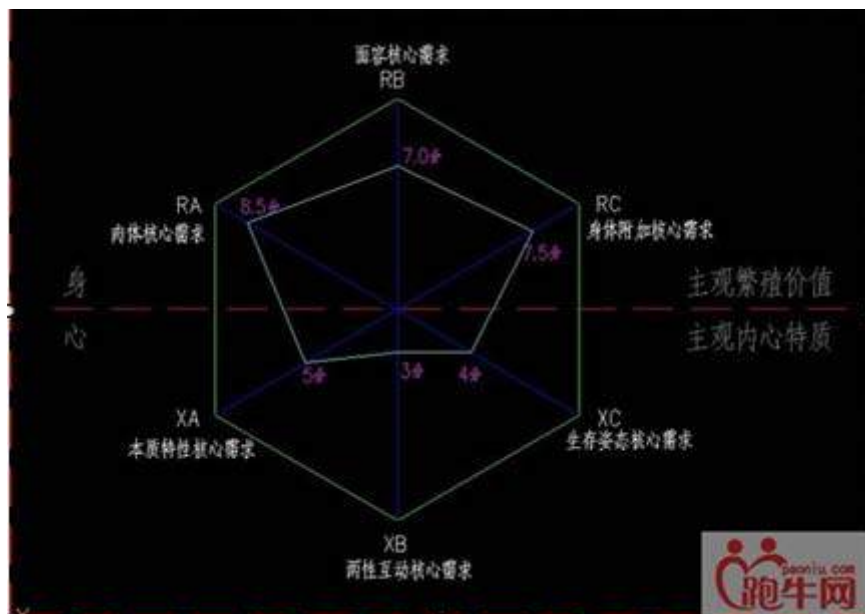 面容核心需求
RB
7.0分
RA
8.5分
RC
肉体核心需求
身体附加核心需求
7.5分
身
主观繁殖价值
心
主观内心特质
5分
3分
4分
XA
XC
本质特性核心需求
生存姿态核心需求
XB
两性互动核心需求
paoniu.com
跑牛网